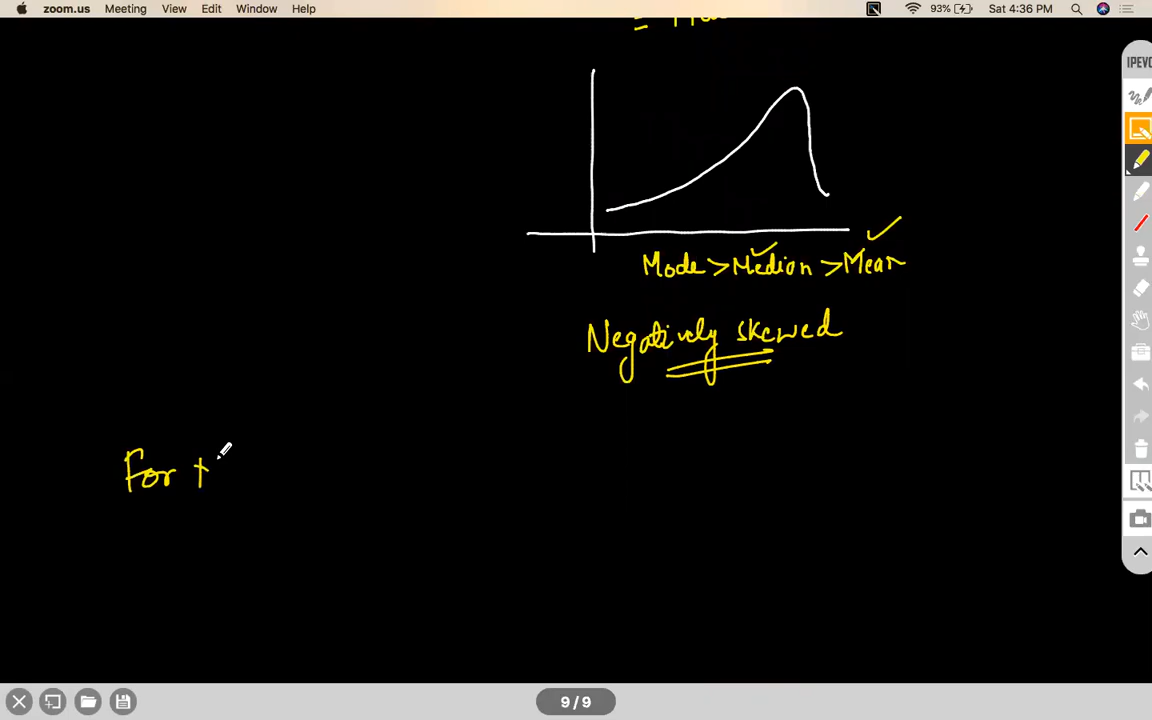 zoom.us Meeting View Edit Window Help 93% Sat 4:36 PM
IPEVO
Mode > Median > Mean
Negatively skewed
For t
9 / 9